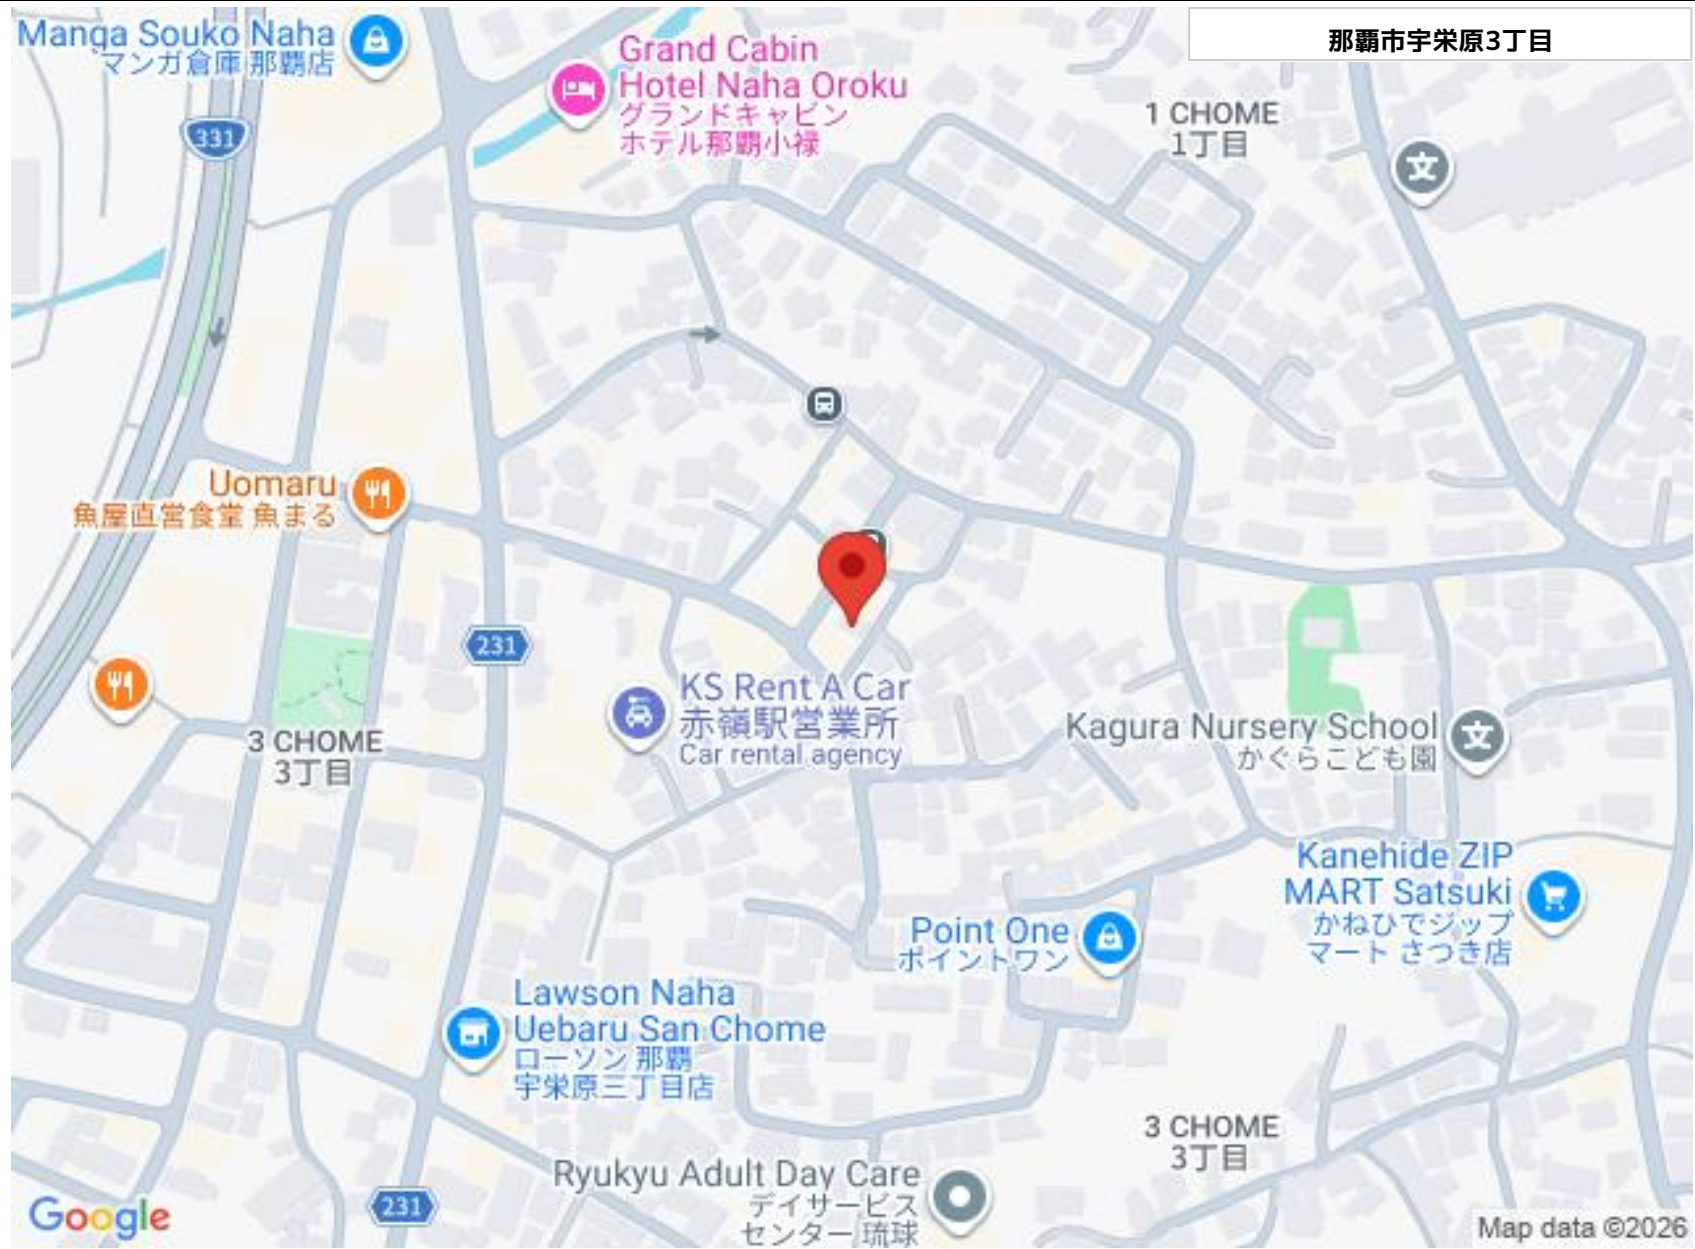 那覇市宇栄原3丁目
Manga Souko Naha
マンガ倉庫 那覇店
Grand Cabin
Hotel Naha Oroku
グランドキャビン
ホテル那覇小禄
1 CHOME
1丁目
331
文
Uomaru
魚屋直営食堂 魚まる
231
KS Rent A Car
赤嶺駅営業所
Car rental agency
3 CHOME
3丁目
Kagura Nursery School
かぐらこども園
文
Kanehide ZIP
MART Satsuki
かねひでジップ
マート さつき店
Point One
ポイントワン
Lawson Naha
Uebaru San Chome
ローソン 那覇
宇栄原三丁目店
3 CHOME
3丁目
Ryukyu Adult Day Care
デイサービス
センター 琉球
231
Google
Map data ©2026